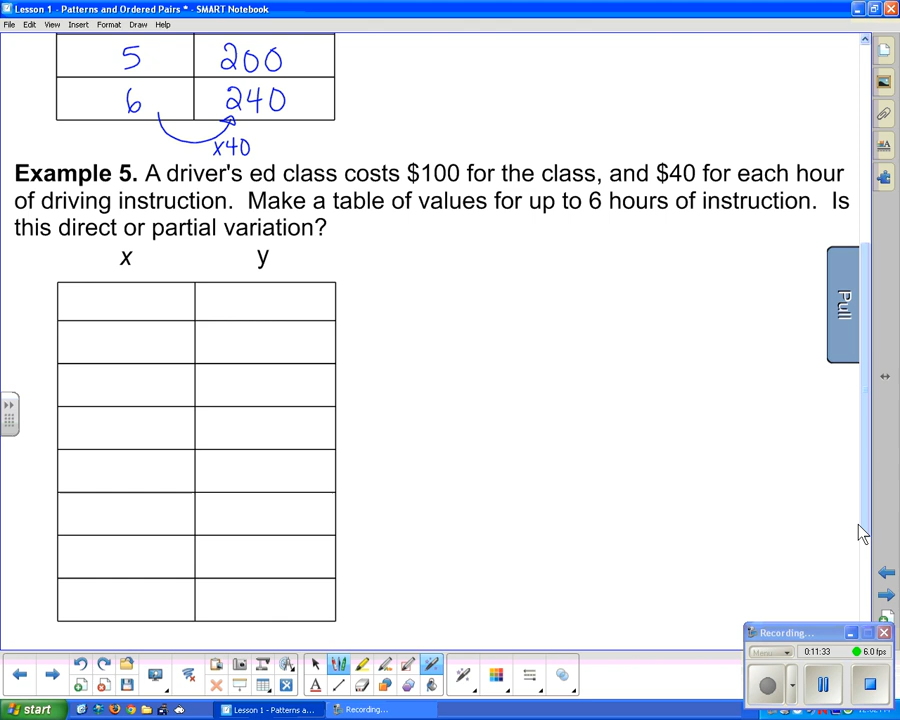 Lesson 1 - Patterns and Ordered Pairs * - SMART Notebook
File Edit View Insert Format Draw Help
5 200
6 240
x40
Example 5. A driver's ed class costs $100 for the class, and $40 for each hour
of driving instruction. Make a table of values for up to 6 hours of instruction. Is
this direct or partial variation?
x y
Pull
Recording...
Menu 0:11:33 6.0 fps
start Lesson 1 - Patterns a... Recording...